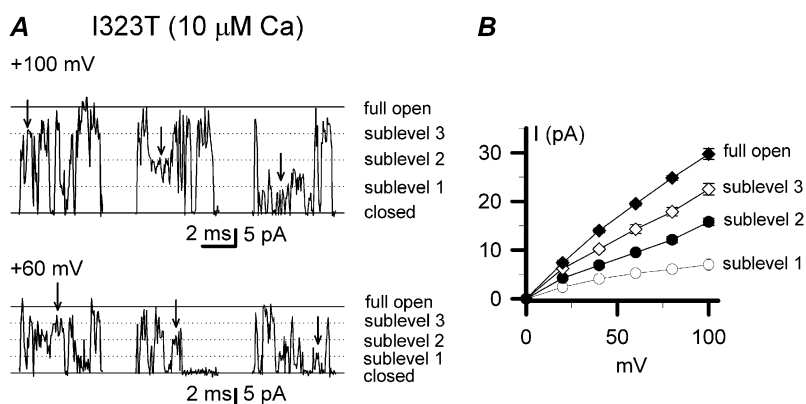 A
I323T (10 μM Ca)
+100 mV
full open
sublevel 3
sublevel 2
sublevel 1
closed
2 ms 5 pA
+60 mV
full open
sublevel 3
sublevel 2
sublevel 1
closed
2 ms 5 pA
B
I (pA)
30
20
10
0
0
50
100
mV
full open
sublevel 3
sublevel 2
sublevel 1